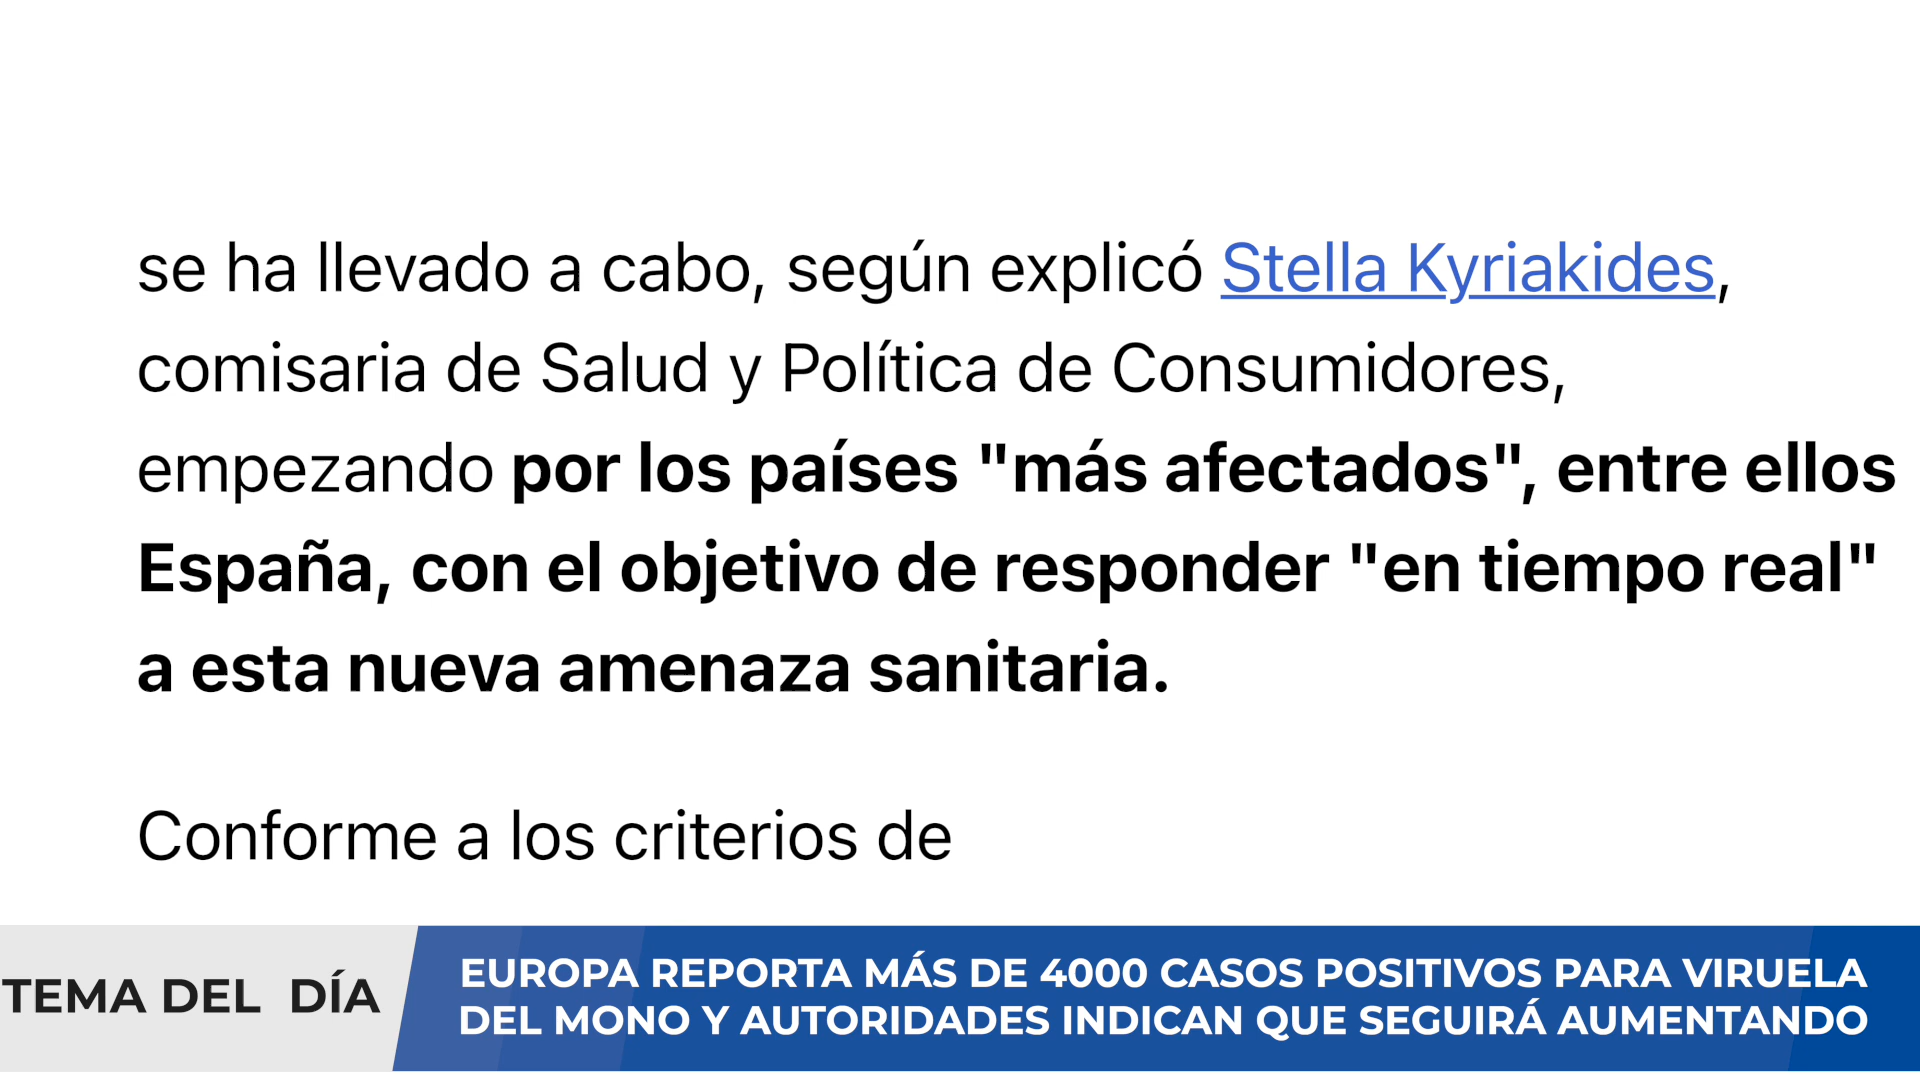 se ha llevado a cabo, según explicó Stella Kyriakides,
comisaria de Salud y Política de Consumidores,
empezando por los países "más afectados", entre ellos
España, con el objetivo de responder "en tiempo real"
a esta nueva amenaza sanitaria.
Conforme a los criterios de
TEMA DEL DÍA
EUROPA REPORTA MÁS DE 4000 CASOS POSITIVOS PARA VIRUELA
DEL MONO Y AUTORIDADES INDICAN QUE SEGUIRÁ AUMENTANDO